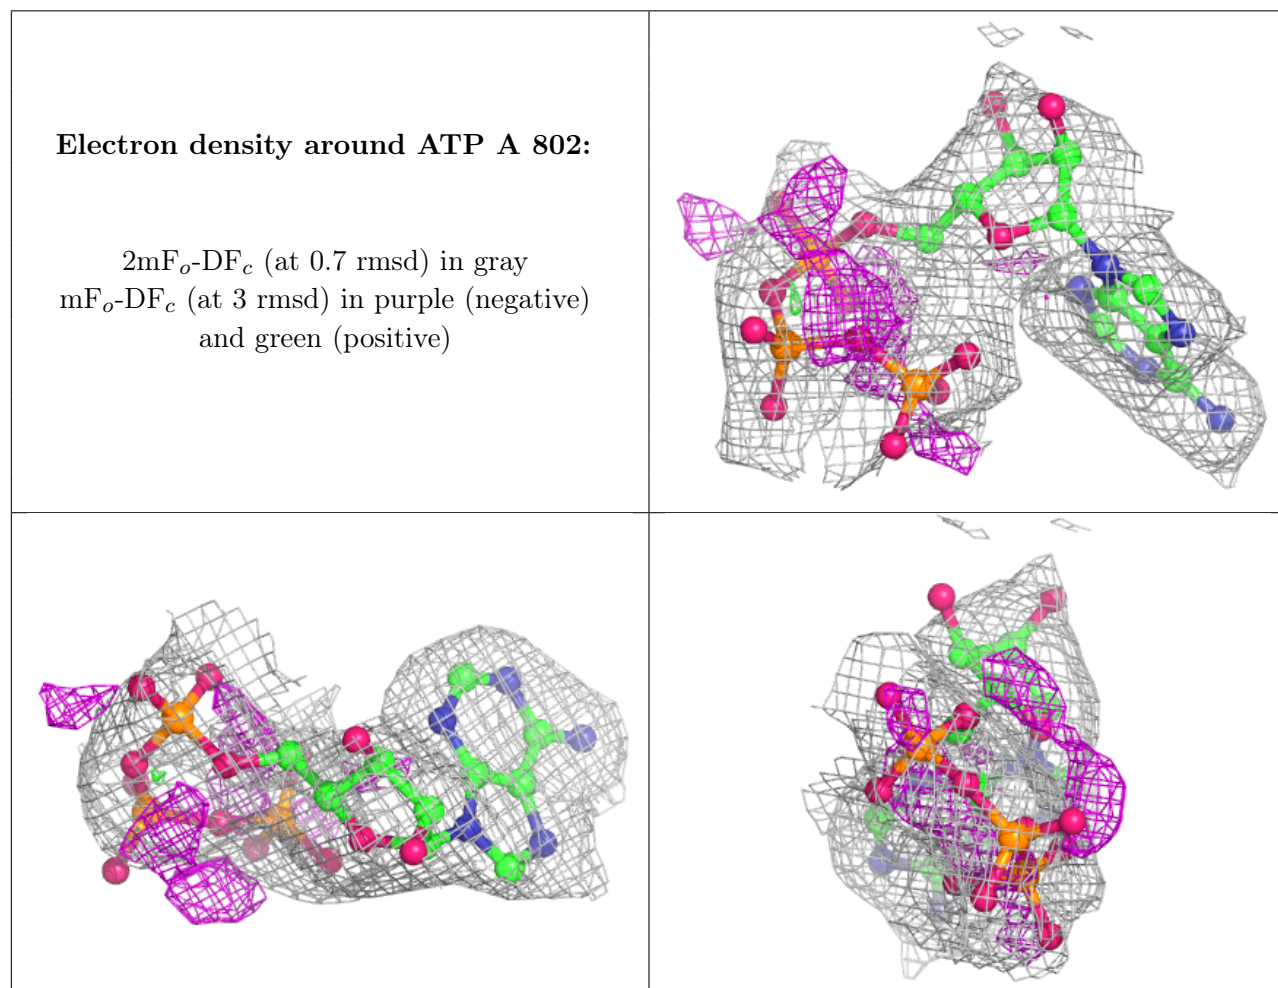 Electron density around ATP A 802:
2mFo-DFc (at 0.7 rmsd) in gray
mFo-DFc (at 3 rmsd) in purple (negative)
and green (positive)